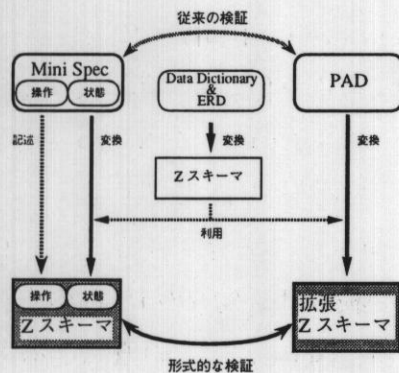 従来の検証
Mini Spec
操作 状態
Data Dictionary
&
ERD
PAD
記述
変換
変換
変換
Zスキーマ
利用
操作 状態
Zスキーマ
拡張
Zスキーマ
形式的な検証